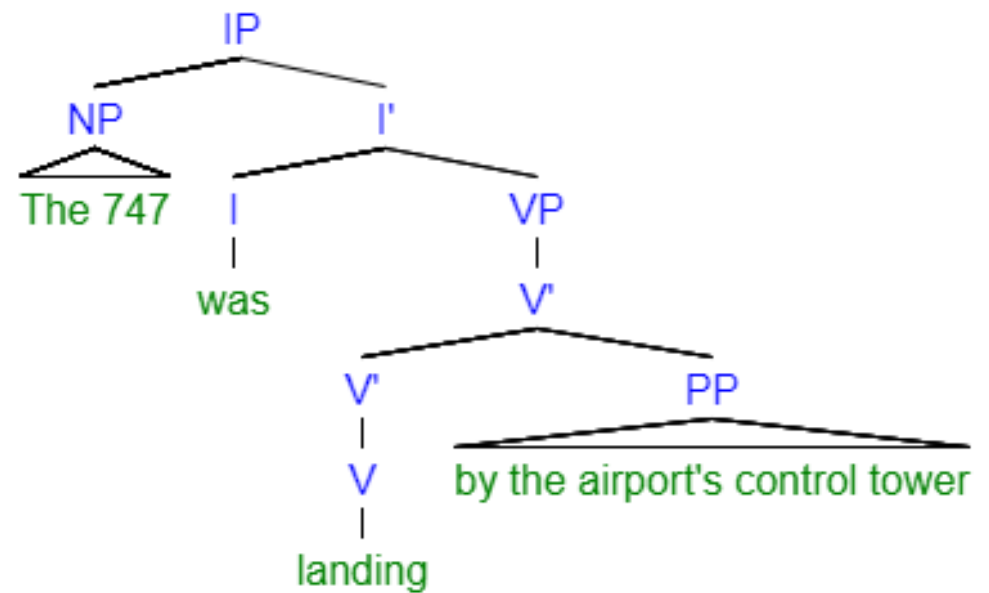 IP
NP I'
The 747 I VP
was V'
V' PP
V by the airport's control tower
landing